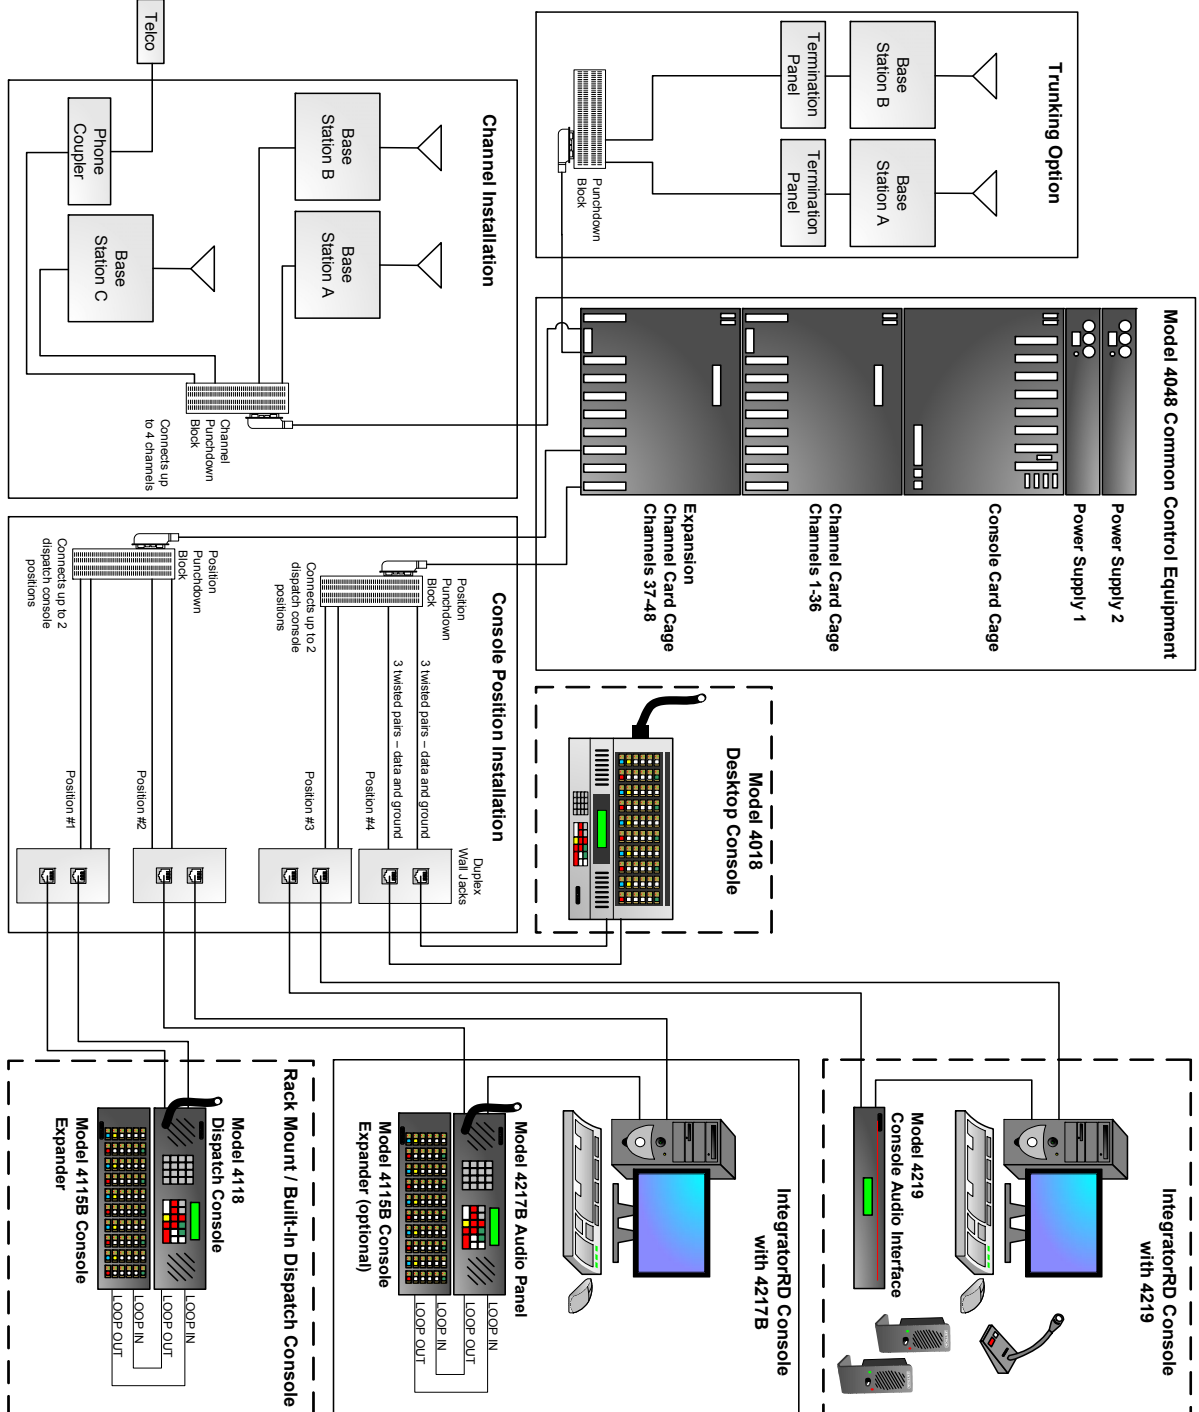 Trunking Option
Base
Station B
Termination
Panel
Base
Station A
Termination
Panel
Punchdown
Block
Model 4048 Common Control Equipment
Power Supply 2
Power Supply 1
Console Card Cage
Channel Card Cage
Channels 1-36
Expansion
Channel Card Cage
Channels 37-48
Model 4018
Desktop Console
IntegratorRD Console
with 4219
Model 4219
Console Audio Interface
IntegratorRD Console
with 4217B
Model 4217B Audio Panel
Model 4115B Console
Expander (optional)
LOOP IN
LOOP OUT
LOOP IN
LOOP OUT
Telco
Channel Installation
Base
Station B
Base
Station A
Phone
Coupler
Base
Station C
Channel
Punchdown
Block
Connects up
to 4 channels
Console Position Installation
Position
Punchdown
Block
Connects up to 2
dispatch console
positions
3 twisted pairs – data and ground
3 twisted pairs – data and ground
Position #4
Position #3
Duplex
Wall Jacks
Position
Punchdown
Block
Connects up to 2
dispatch console
positions
Position #2
Position #1
Rack Mount / Built-In Dispatch Console
Model 4118
Dispatch Console
Model 4115B Console
Expander
LOOP IN
LOOP OUT
LOOP IN
LOOP OUT